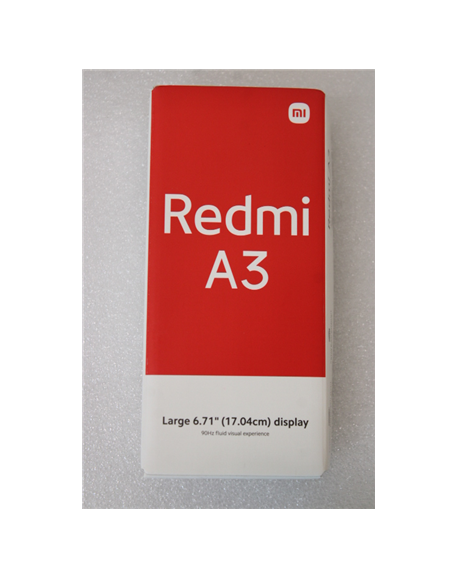 mi
Redmi
A3
Large 6.71" (17.04cm) display
90Hz fluid visual experience